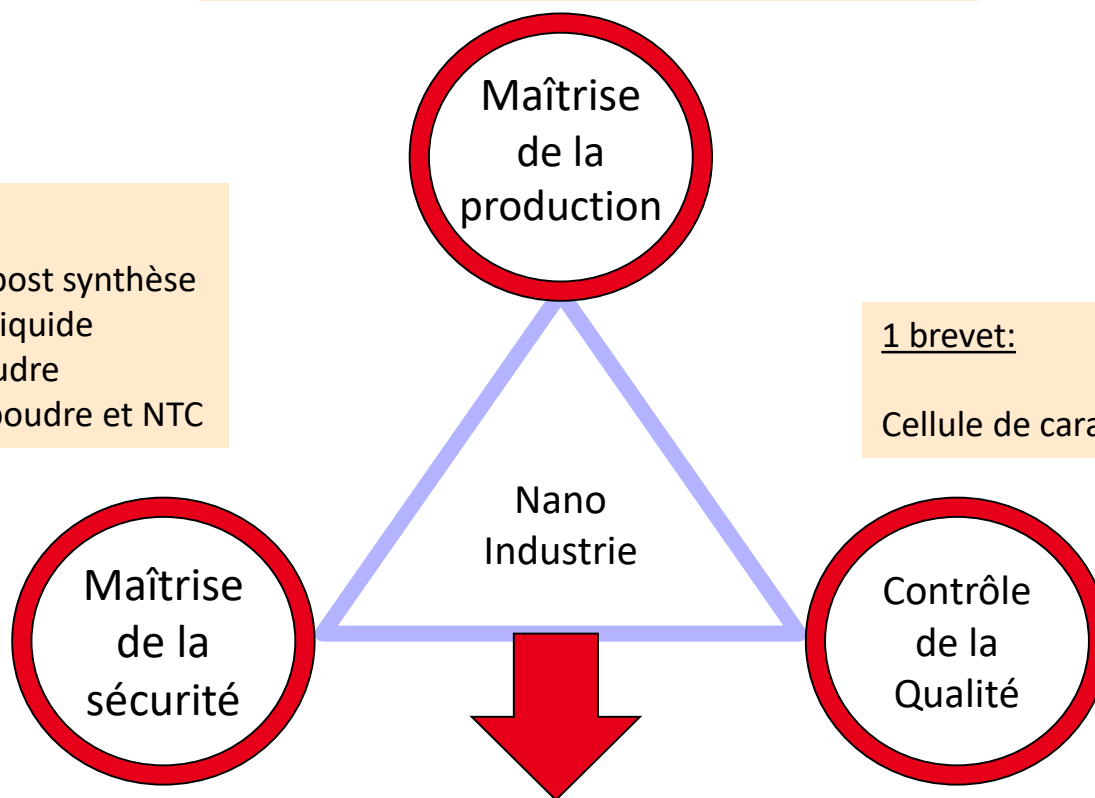 Maîtrise
de la
production
post synthèse
iquide
udre
poudre et NTC
1 brevet:
Cellule de cara
Nano
Industrie
Maîtrise
de la
sécurité
Contrôle
de la
Qualité